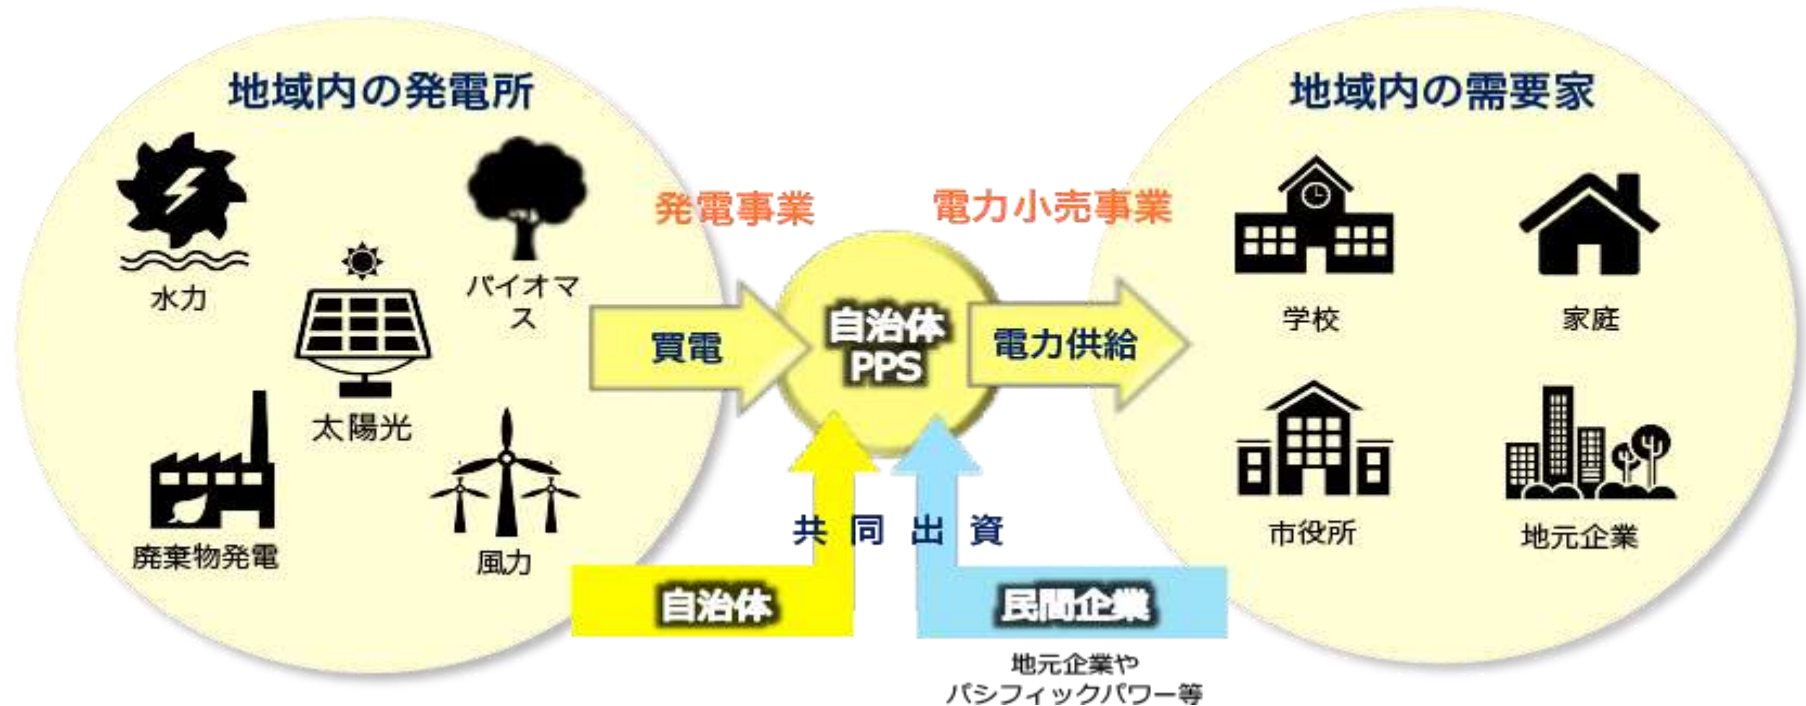 地域内の発電所
水力
バイオマ
ス
太陽光
廃棄物発電
風力
発電事業
買電
自治体
PPS
電力小売事業
電力供給
共同出資
自治体
民間企業
地元企業や
パシフィックパワー等
地域内の需要家
学校
家庭
市役所
地元企業